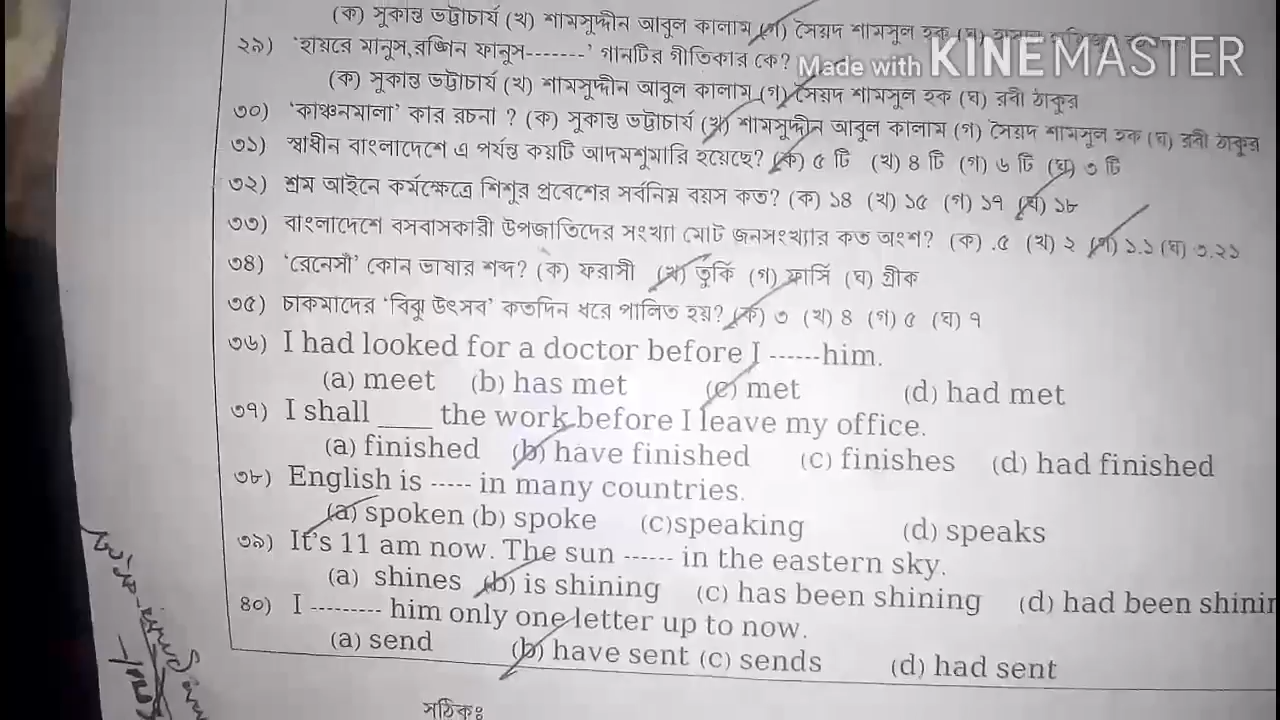 (ক) সুকান্ত ভট্টাচার্য (খ) শামসুদ্দীন আবুল কালাম (গ) সৈয়দ শামসুল হক (ঘ)
২৯) 'হায়রে মানুস,রঙ্গিন ফানুস-------' গানটির গীতিকার কে?
Made with KINEMASTER
(ক) সুকান্ত ভট্টাচার্য (খ) শামসুদ্দীন আবুল কালাম (গ) সৈয়দ শামসুল হক (ঘ) রবী ঠাকুর
৩০) 'কাঞ্চনমালা' কার রচনা ? (ক) সুকান্ত ভট্টাচার্য (খ) শামসুদ্দীন আবুল কালাম (গ) সৈয়দ শামসুল হক (ঘ) রবী ঠাকুর
৩১) স্বাধীন বাংলাদেশে এ পর্যন্ত কয়টি আদমশুমারি হয়েছে? (ক) ৫ টি (খ) ৪ টি (গ) ৬ টি (ঘ) ৩ টি
৩২) শ্রম আইনে কর্মক্ষেত্রে শিশুর প্রবেশের সর্বনিম্ন বয়স কত? (ক) ১৪ (খ) ১৫ (গ) ১৭ (ঘ) ১৮
৩৩) বাংলাদেশে বসবাসকারী উপজাতিদের সংখ্যা মোট জনসংখ্যার কত অংশ? (ক) .৫ (খ) ২ (গ) ১.১ (ঘ) ৩.২১
৩৪) 'রেনেসাঁ' কোন ভাষার শব্দ? (ক) ফরাসী (খ) তুর্কি (গ) ফার্সি (ঘ) গ্রীক
৩৫) চাকমাদের 'বিঝু উৎসব' কতদিন ধরে পালিত হয়? (ক) ৩ (খ) ৪ (গ) ৫ (ঘ) ৭
৩৬) I had looked for a doctor before I ------him.
(a) meet (b) has met (c) met (d) had met
৩৭) I shall ____ the work before I leave my office.
(a) finished (b) have finished (c) finishes (d) had finished
৩৮) English is ----- in many countries.
(a) spoken (b) spoke (c)speaking (d) speaks
৩৯) It's 11 am now. The sun ------ in the eastern sky.
(a) shines (b) is shining (c) has been shining (d) had been shinin
৪০) I --------- him only one letter up to now.
(a) send (b) have sent (c) sends (d) had sent
সঠিকঃ